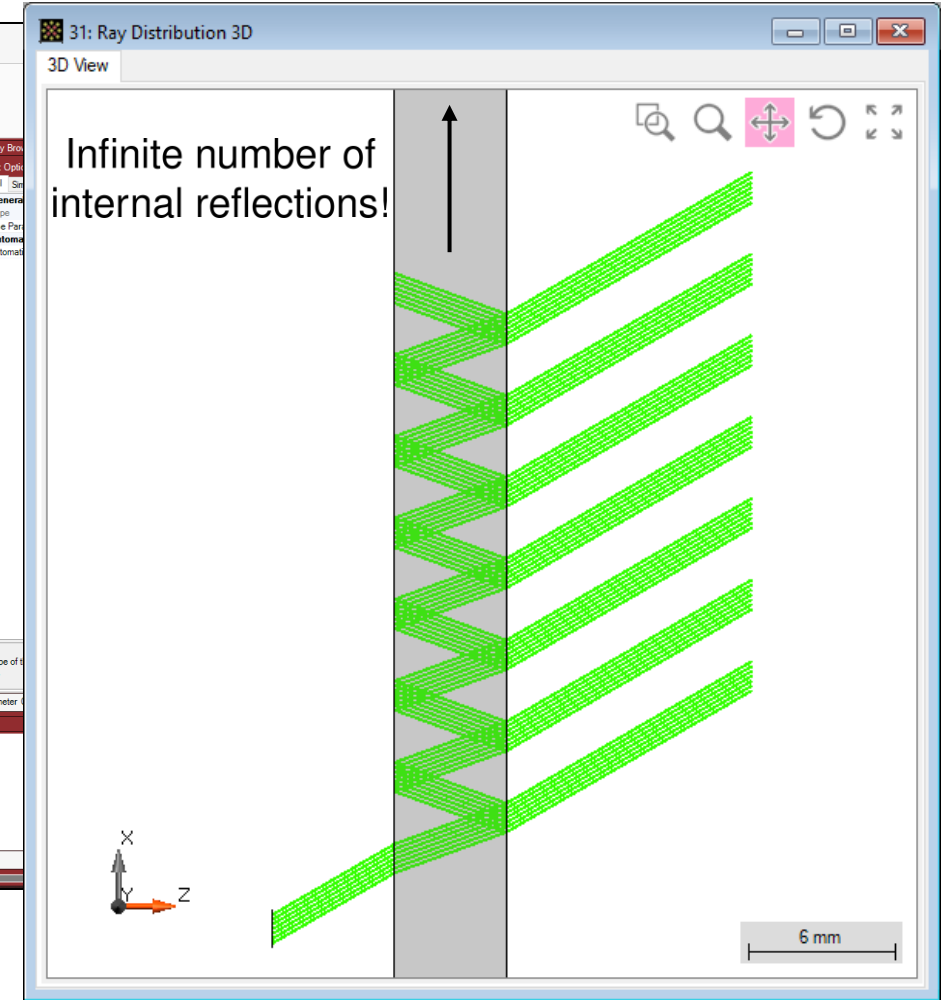 31: Ray Distribution 3D
3D View
Infinite number of
internal reflections!
X
Y
Z
6 mm